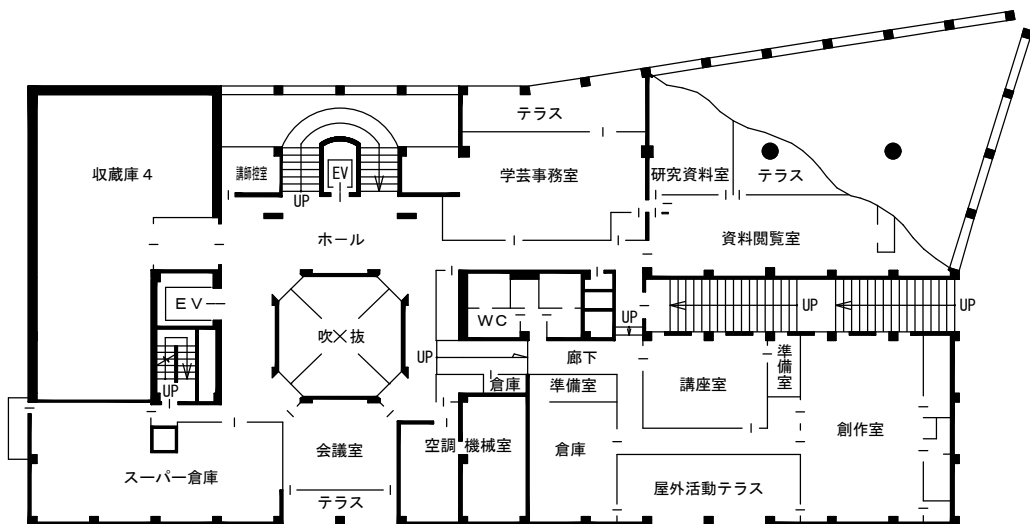 テラス
収蔵庫４
講師控室
EV
学芸事務室
研究資料室
テラス
UP
ホール
資料閲覧室
ＥＶ
吹抜
ＷＣ
UP
UP
UP
UP
廊下
準備室
UP
倉庫
準備室
講座室
会議室
空調
機械室
倉庫
創作室
スーパー倉庫
テラス
屋外活動テラス